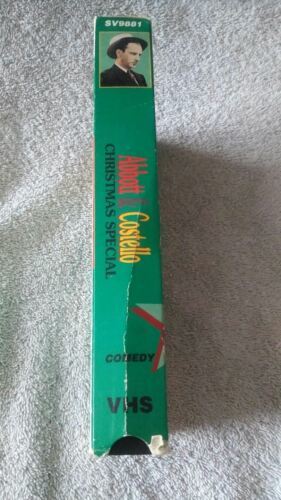 SV9881
Abbott
Costello
CHRISTMAS SPECIAL
COMEDY
VHS